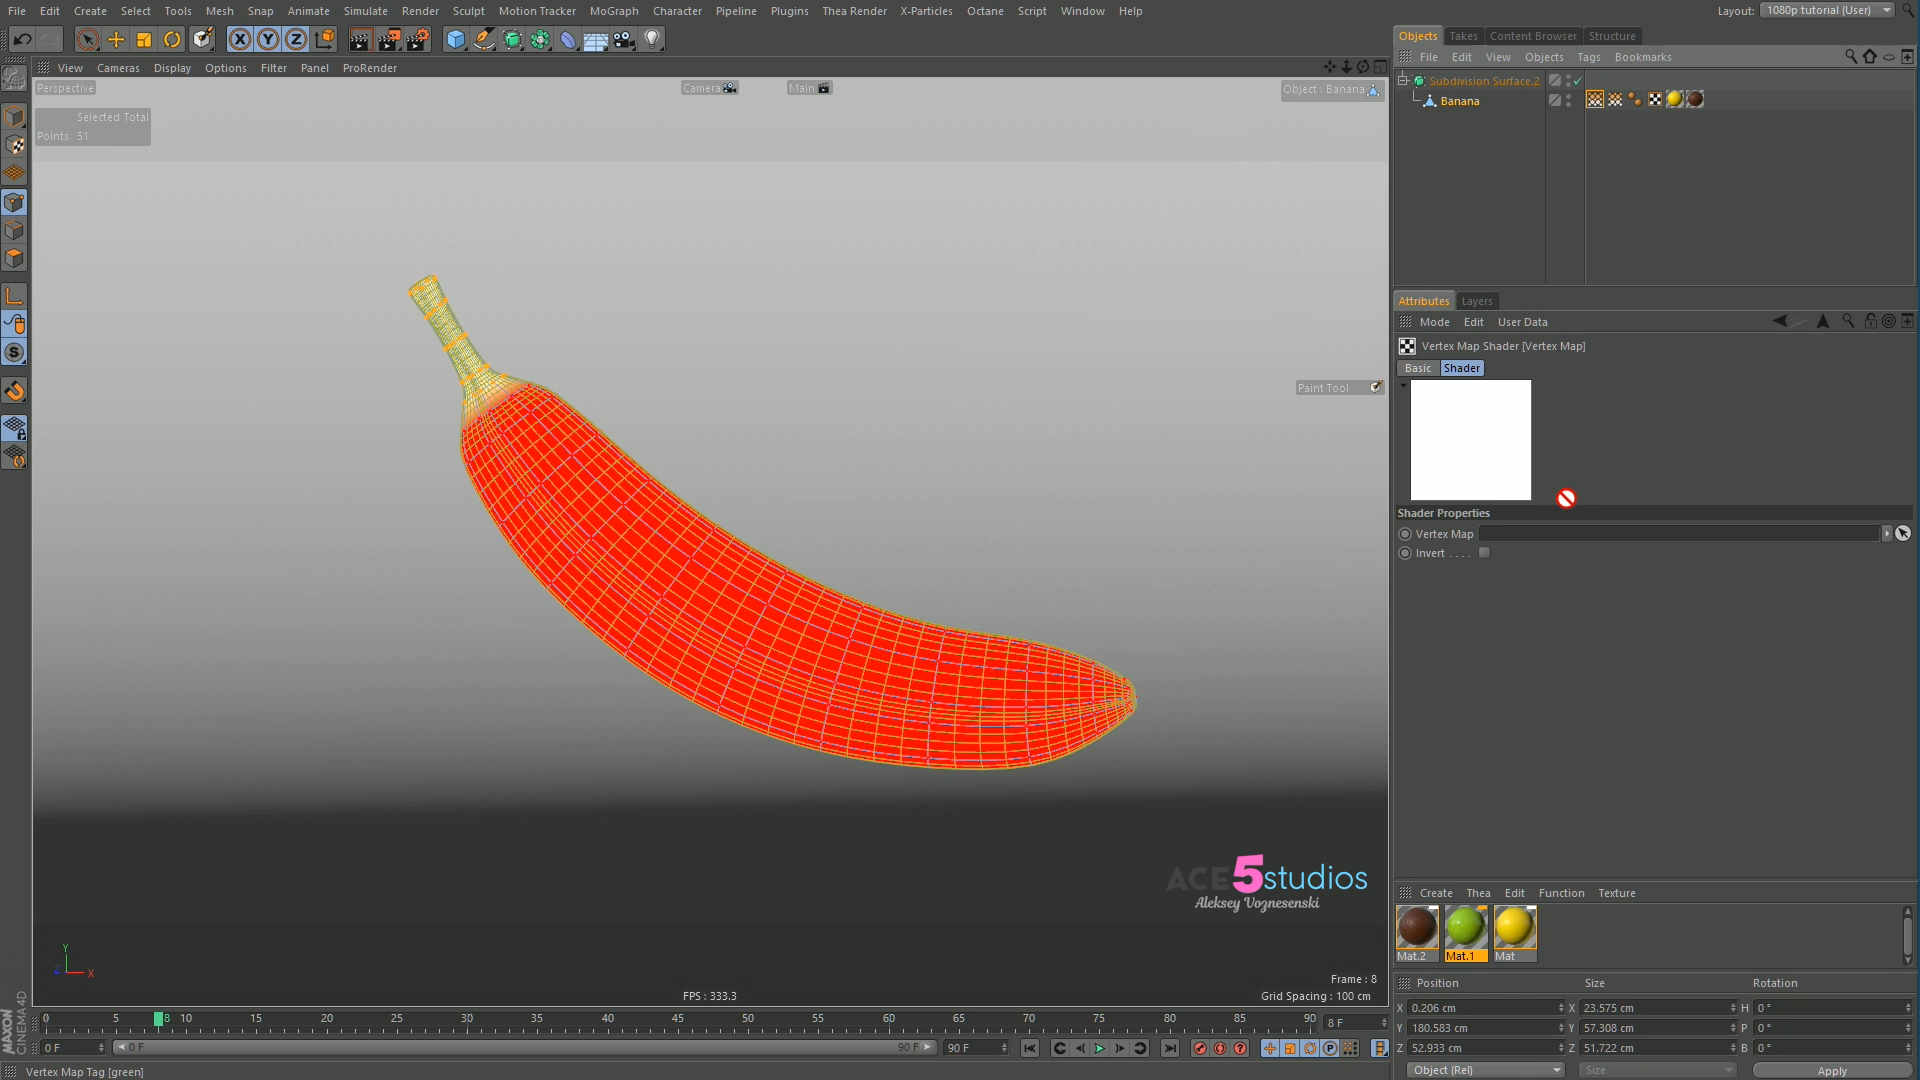 File Edit Create Select Tools Mesh Snap Animate Simulate Render Sculpt Motion Tracker MoGraph Character Pipeline Plugins Thea Render X-Particles Octane Script Window Help
Layout: 1080p tutorial (User)
Objects Takes Content Browser Structure
File Edit View Objects Tags Bookmarks
View Cameras Display Options Filter Panel ProRender
Subdivision Surface.2
Banana
Perspective
Camera
Main
Object : Banana
Selected Total
Points 51
Attributes Layers
Mode Edit User Data
Vertex Map Shader [Vertex Map]
Basic Shader
Paint Tool
Shader Properties
Vertex Map
Invert . . . .
ACE5studios
Aleksey Voznesenski
Y
Z X
Frame : 8
FPS : 333.3
Grid Spacing : 100 cm
Create Thea Edit Function Texture
Mat.2 Mat.1 Mat
Position Size Rotation
X 0.206 cm X 23.575 cm H 0 °
Y 180.583 cm Y 57.308 cm P 0 °
Z 52.933 cm Z 51.722 cm B 0 °
Object (Rel) Size Apply
0 5 8 10 15 20 25 30 35 40 45 50 55 60 65 70 75 80 85 90 8 F
0 F 0 F 90 F 90 F
MAXON
CINEMA 4D
Vertex Map Tag [green]